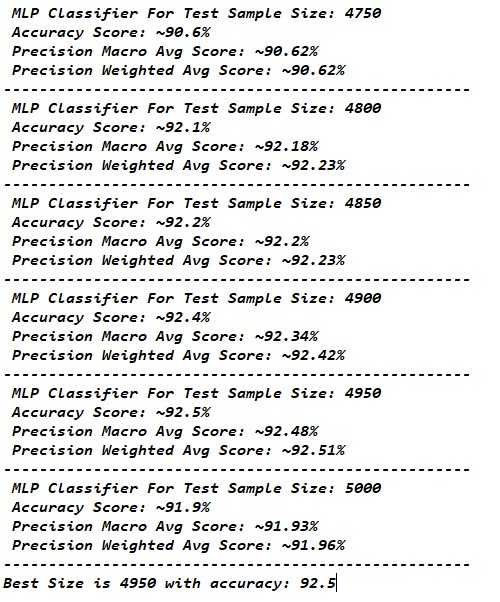 MLP Classifier For Test Sample Size: 4750
Accuracy Score: ~90.6%
Precision Macro Avg Score: ~90.62%
Precision Weighted Avg Score: ~90.62%
----------------------------------------------------
MLP Classifier For Test Sample Size: 4800
Accuracy Score: ~92.1%
Precision Macro Avg Score: ~92.18%
Precision Weighted Avg Score: ~92.23%
----------------------------------------------------
MLP Classifier For Test Sample Size: 4850
Accuracy Score: ~92.2%
Precision Macro Avg Score: ~92.2%
Precision Weighted Avg Score: ~92.23%
----------------------------------------------------
MLP Classifier For Test Sample Size: 4900
Accuracy Score: ~92.4%
Precision Macro Avg Score: ~92.34%
Precision Weighted Avg Score: ~92.42%
----------------------------------------------------
MLP Classifier For Test Sample Size: 4950
Accuracy Score: ~92.5%
Precision Macro Avg Score: ~92.48%
Precision Weighted Avg Score: ~92.51%
----------------------------------------------------
MLP Classifier For Test Sample Size: 5000
Accuracy Score: ~91.9%
Precision Macro Avg Score: ~91.93%
Precision Weighted Avg Score: ~91.96%
----------------------------------------------------
Best Size is 4950 with accuracy: 92.5